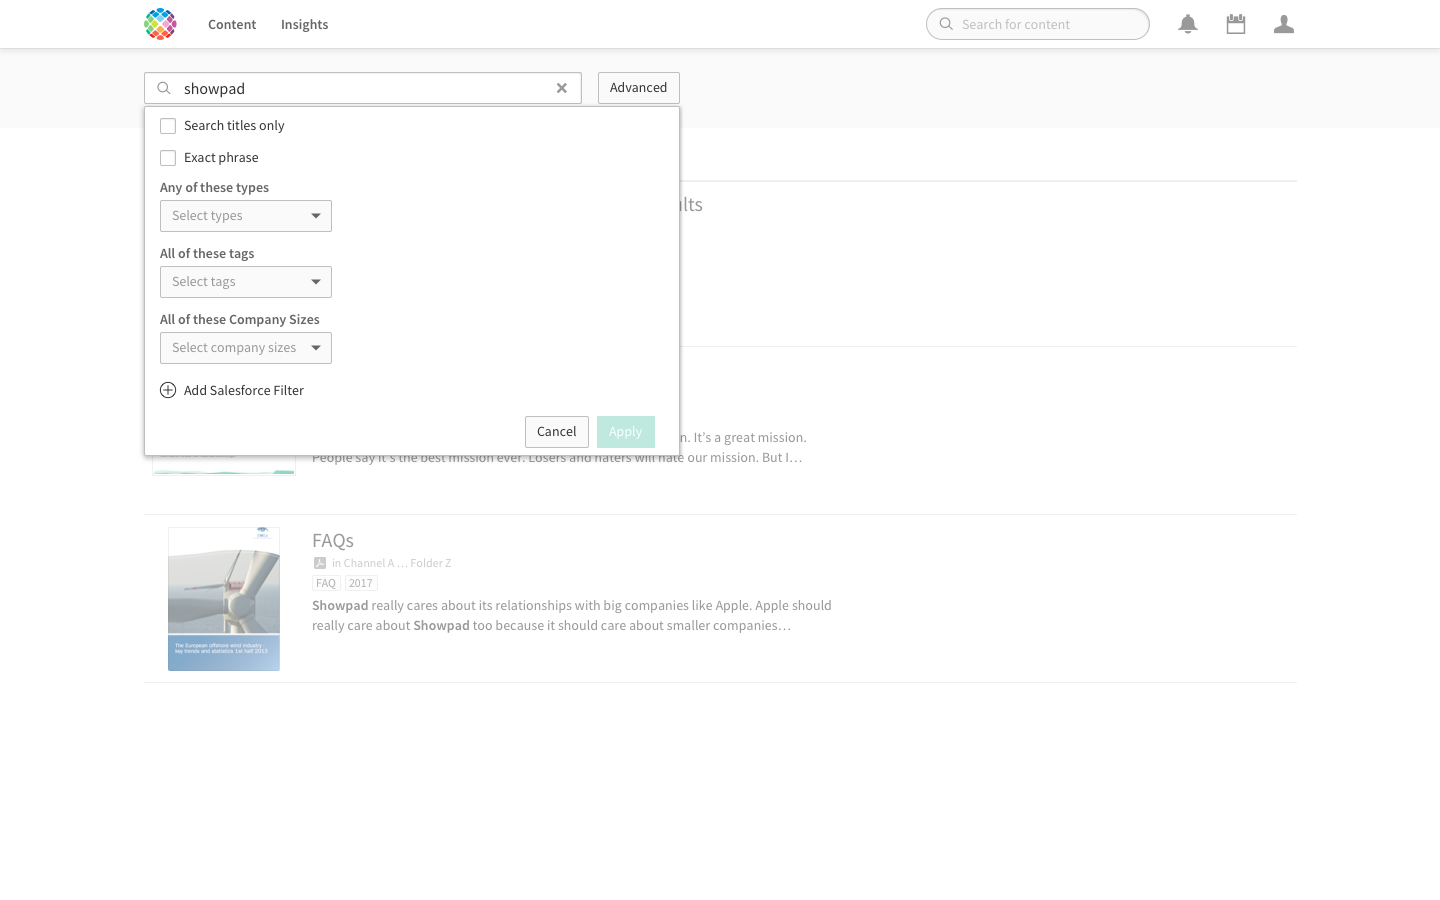 Content Insights Search for content
showpad Advanced
Search titles only
Exact phrase
Any of these types
Select types
All of these tags
Select tags
All of these Company Sizes
Select company sizes
Add Salesforce Filter
Cancel Apply
It's a great mission.
People say it's the best mission ever. Losers and haters will hate our mission. But I…
FAQs
in Channel A … Folder Z
FAQ 2017
Showpad really cares about its relationships with big companies like Apple. Apple should
really care about Showpad too because it should care about smaller companies…
The European offshore wind industry
key trends and statistics 1st half 2013